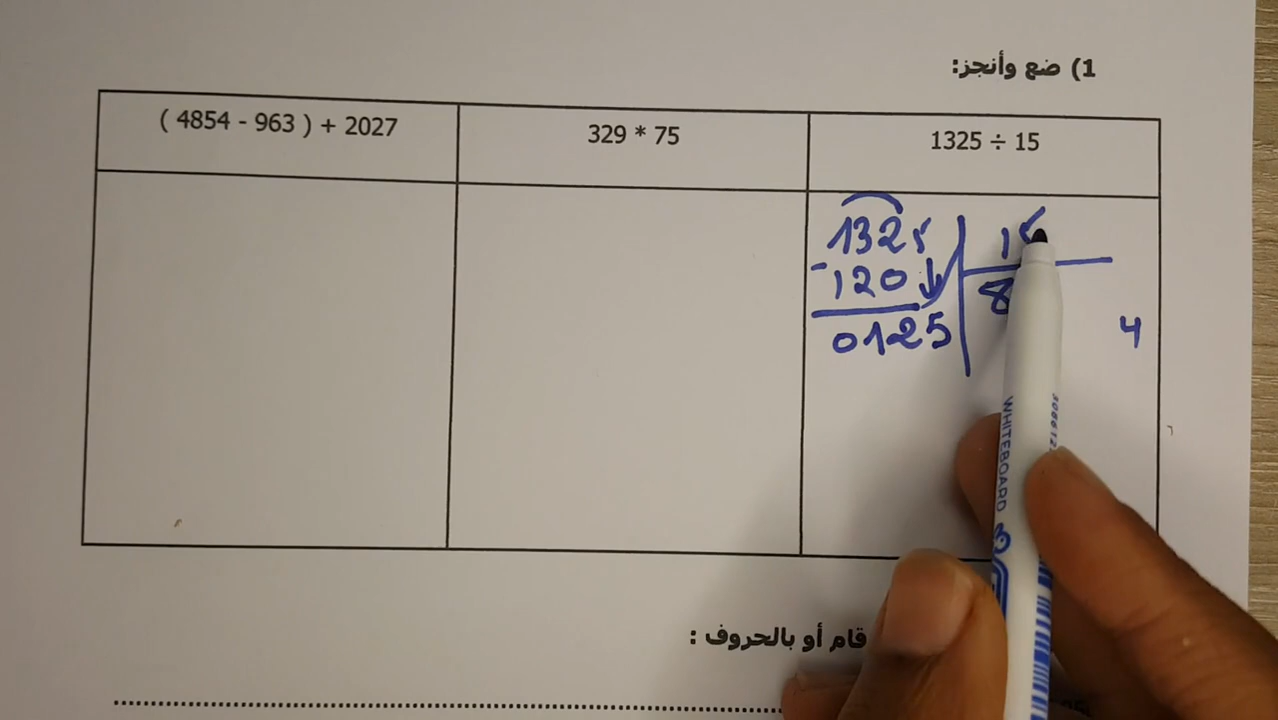 1) ضع وأنجز:
( 4854 - 963 ) + 2027
329 * 75
1325 ÷ 15
1325
15
- 120
8
0125
4
WHITEBOARD
قام أو بالحروف :